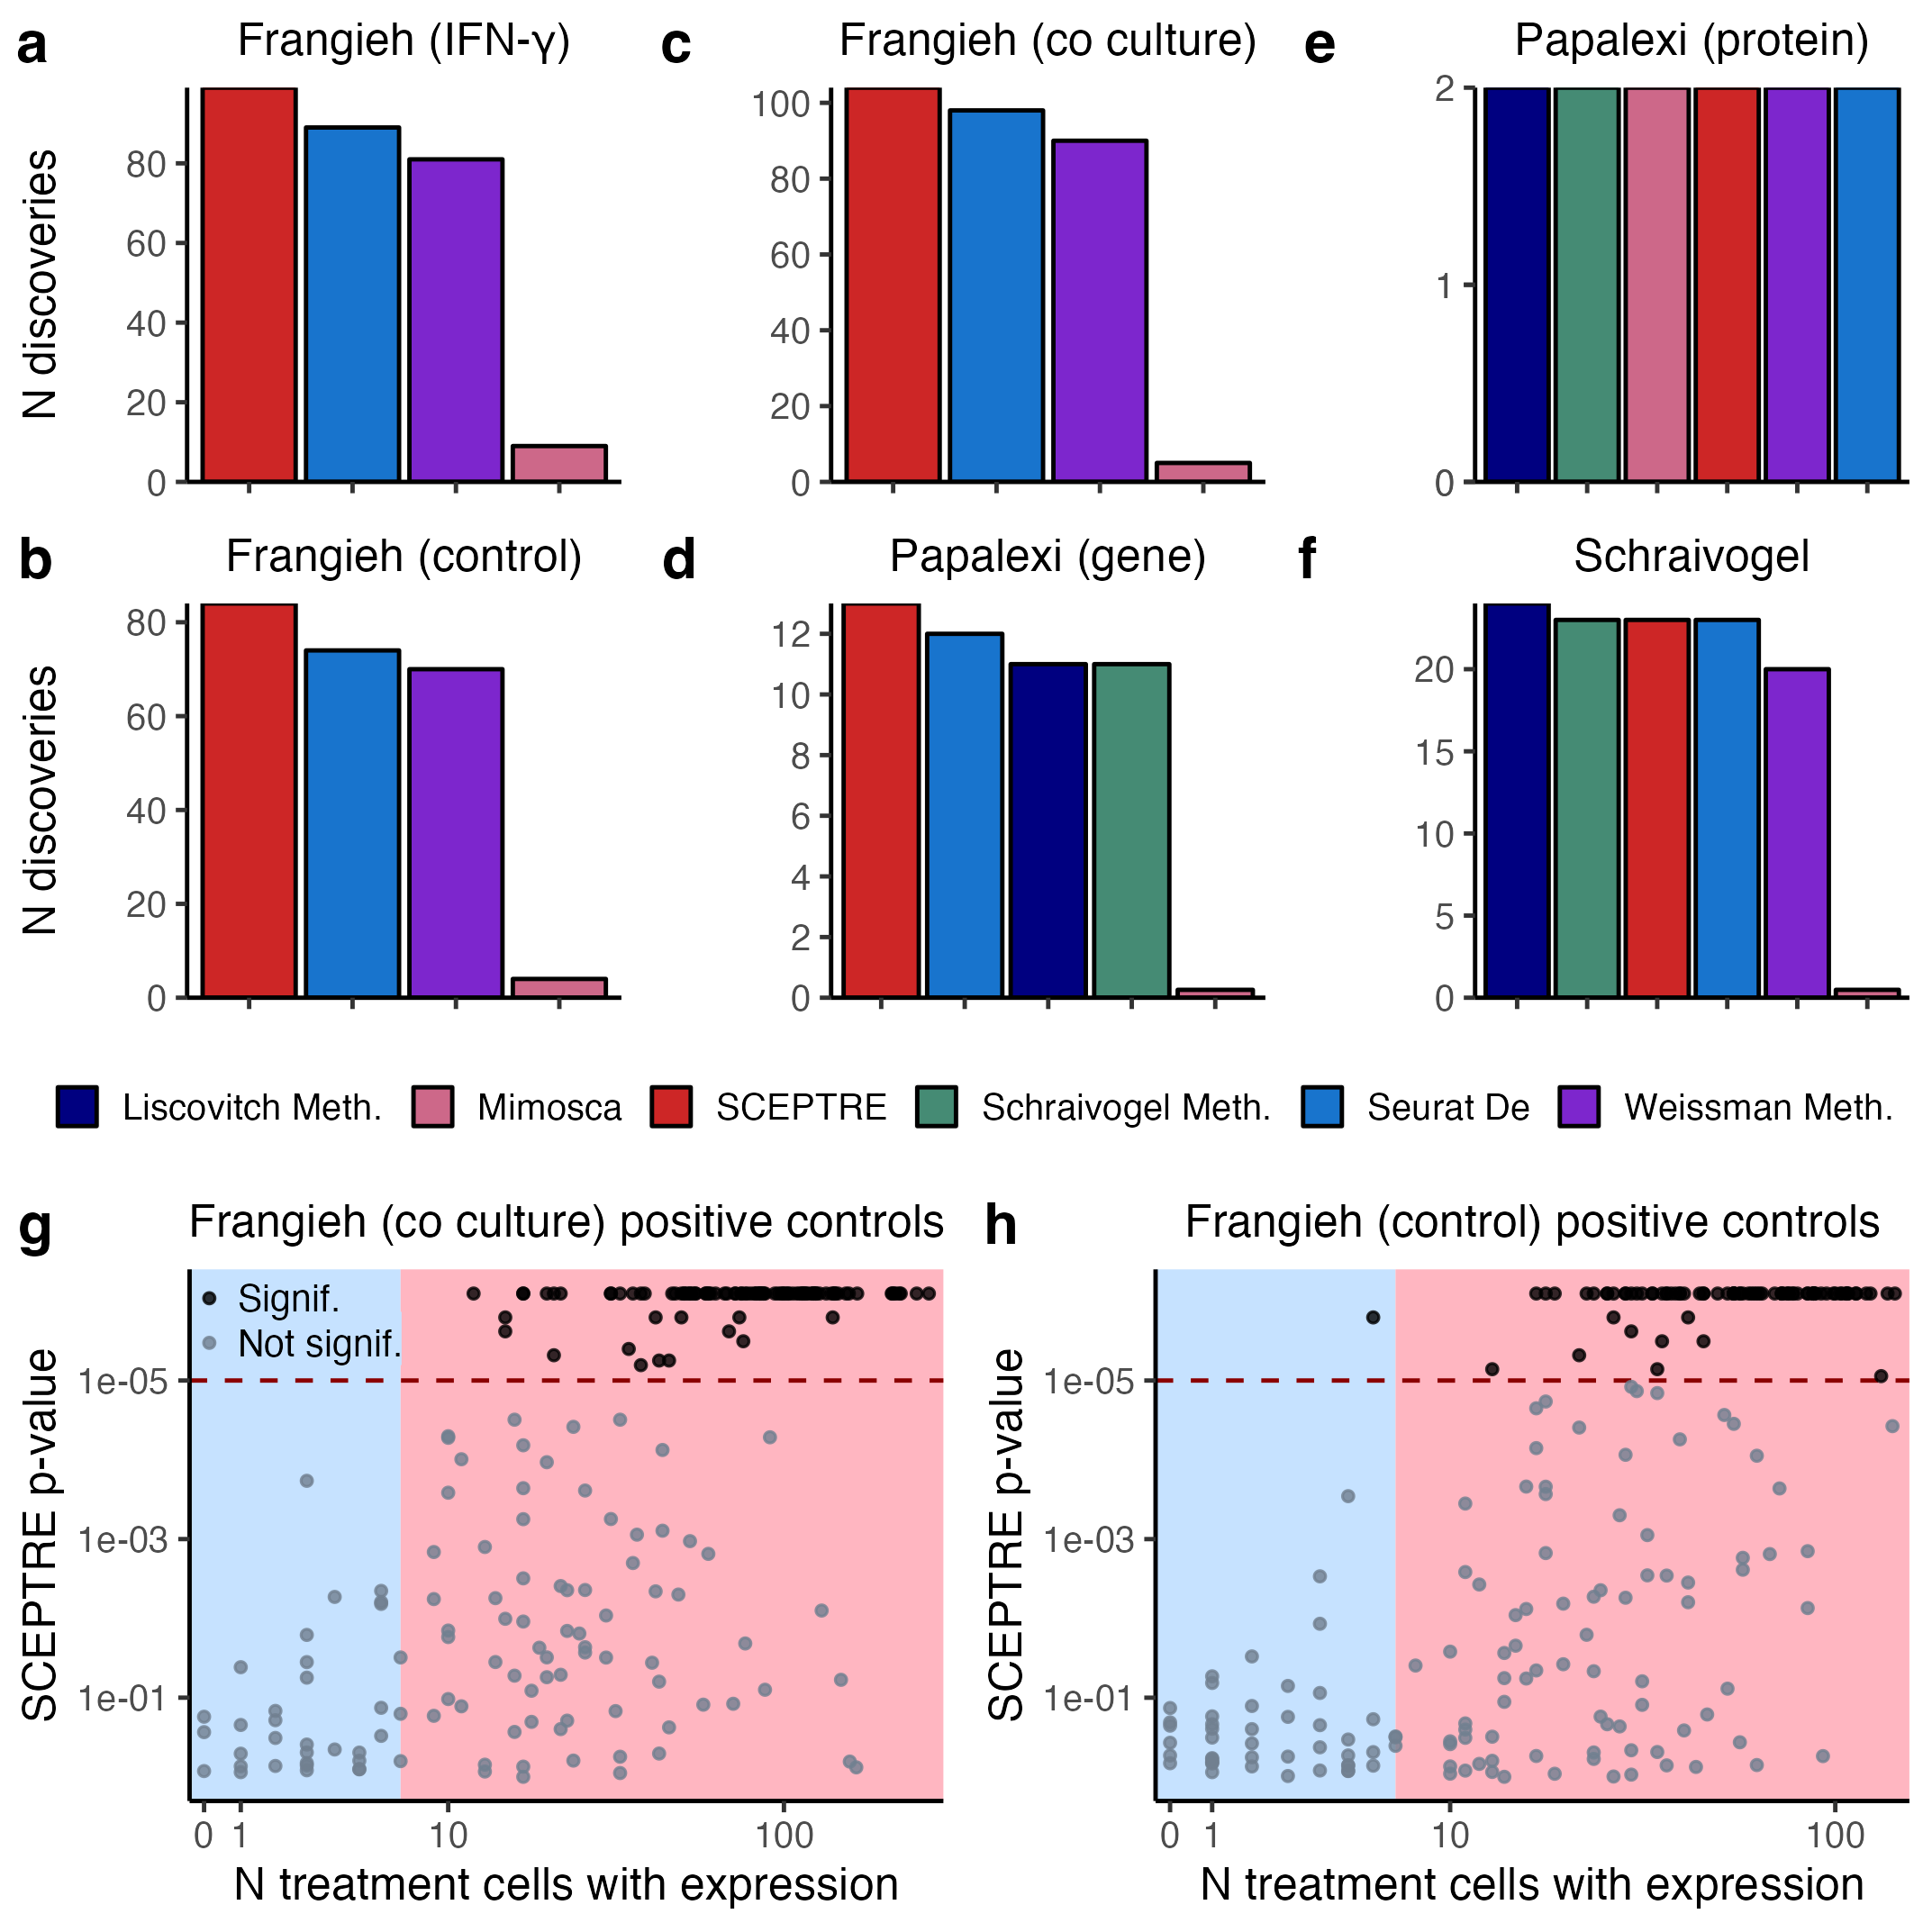 a
Frangieh (IFN-γ)
N discoveries
80
60
40
20
0
c
Frangieh (co culture)
100
80
60
40
20
0
e
Papalexi (protein)
2
1
0
b
Frangieh (control)
N discoveries
80
60
40
20
0
d
Papalexi (gene)
12
10
8
6
4
2
0
f
Schraivogel
20
15
10
5
0
Liscovitch Meth. Mimosca SCEPTRE Schraivogel Meth. Seurat De Weissman Meth.
g
Frangieh (co culture) positive controls
Signif.
Not signif.
SCEPTRE p-value
1e-05
1e-03
1e-01
0 1 10 100
N treatment cells with expression
h
Frangieh (control) positive controls
SCEPTRE p-value
1e-05
1e-03
1e-01
0 1 10 100
N treatment cells with expression